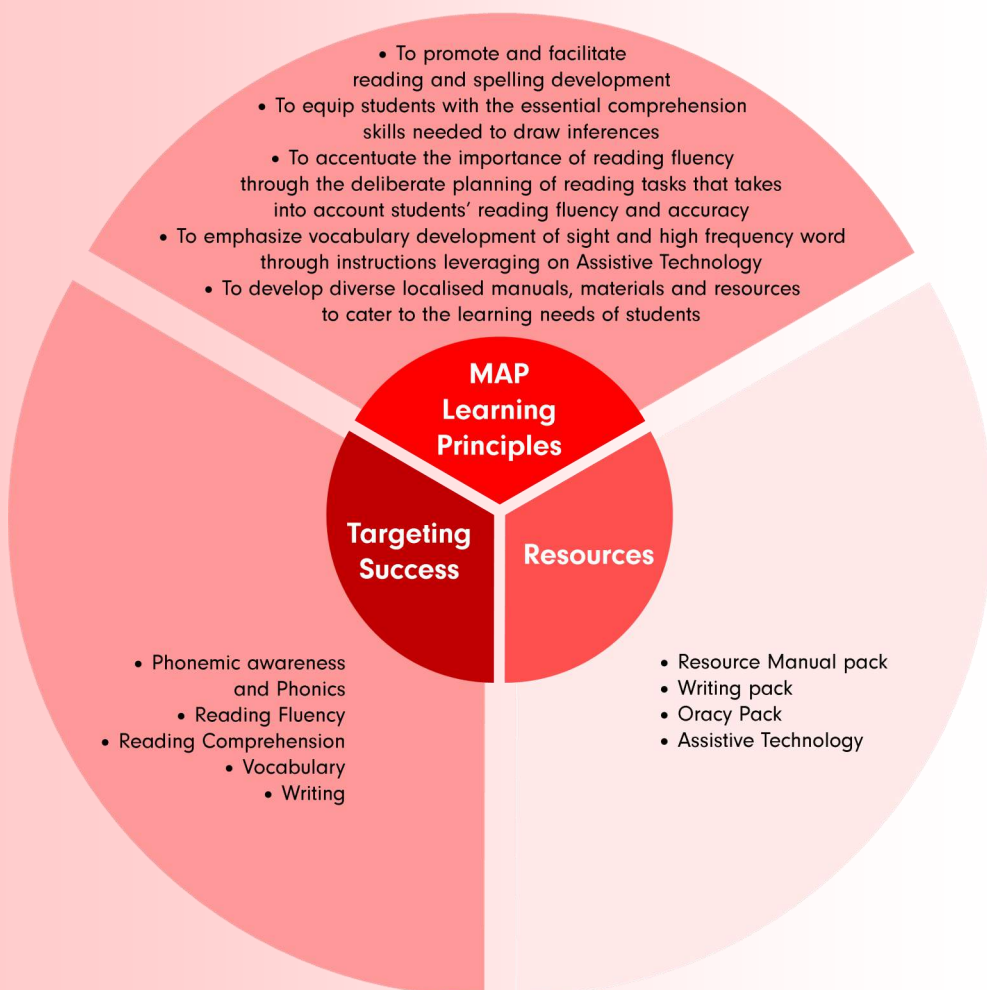 • To promote and facilitate
reading and spelling development
• To equip students with the essential comprehension
skills needed to draw inferences
• To accentuate the importance of reading fluency
through the deliberate planning of reading tasks that takes
into account students’ reading fluency and accuracy
• To emphasize vocabulary development of sight and high frequency word
through instructions leveraging on Assistive Technology
• To develop diverse localised manuals, materials and resources
to cater to the learning needs of students
MAP
Learning
Principles
Targeting
Success
Resources
• Phonemic awareness
and Phonics
• Reading Fluency
• Reading Comprehension
• Vocabulary
• Writing
• Resource Manual pack
• Writing pack
• Oracy Pack
• Assistive Technology